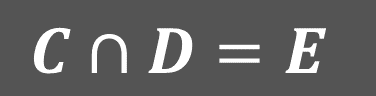 C ∩ D = E